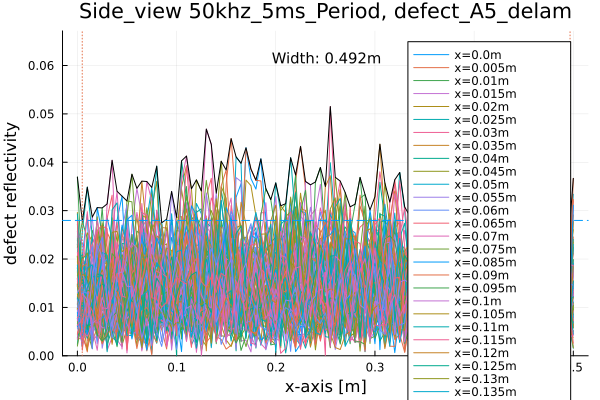 Side_view 50khz_5ms_Period, defect_A5_delam
Width: 0.492m
defect reflectivity
0.06
0.05
0.04
0.03
0.02
0.01
0.00
0.0
0.1
0.2
0.3
.5
x-axis [m]
x=0.0m
x=0.005m
x=0.01m
x=0.015m
x=0.02m
x=0.025m
x=0.03m
x=0.035m
x=0.04m
x=0.045m
x=0.05m
x=0.055m
x=0.06m
x=0.065m
x=0.07m
x=0.075m
x=0.085m
x=0.09m
x=0.095m
x=0.1m
x=0.105m
x=0.11m
x=0.115m
x=0.12m
x=0.125m
x=0.13m
x=0.135m